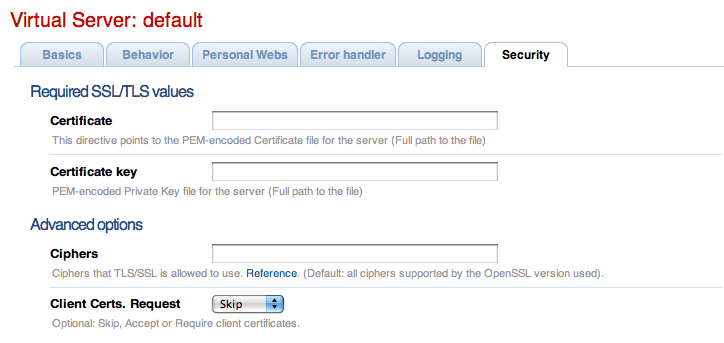 Virtual Server: default
Basics Behavior Personal Webs Error handler Logging Security
Required SSL/TLS values
Certificate
This directive points to the PEM-encoded Certificate file for the server (Full path to the file)
Certificate key
PEM-encoded Private Key file for the server (Full path to the file)
Advanced options
Ciphers
Ciphers that TLS/SSL is allowed to use. Reference. (Default: all ciphers supported by the OpenSSL version used).
Client Certs. Request Skip
Optional: Skip, Accept or Require client certificates.